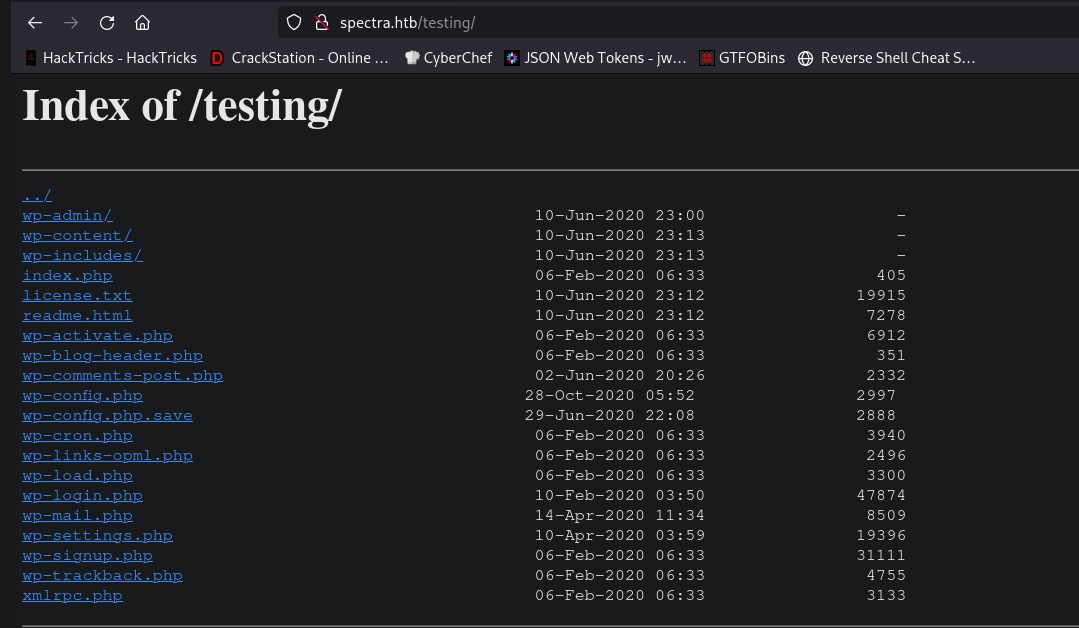 spectra.htb/testing/
HackTricks - HackTricks CrackStation - Online ... CyberChef JSON Web Tokens - jw... GTFOBins Reverse Shell Cheat S...
Index of /testing/
../
wp-admin/ 10-Jun-2020 23:00 -
wp-content/ 10-Jun-2020 23:13 -
wp-includes/ 10-Jun-2020 23:13 -
index.php 06-Feb-2020 06:33 405
license.txt 10-Jun-2020 23:12 19915
readme.html 10-Jun-2020 23:12 7278
wp-activate.php 06-Feb-2020 06:33 6912
wp-blog-header.php 06-Feb-2020 06:33 351
wp-comments-post.php 02-Jun-2020 20:26 2332
wp-config.php 28-Oct-2020 05:52 2997
wp-config.php.save 29-Jun-2020 22:08 2888
wp-cron.php 06-Feb-2020 06:33 3940
wp-links-opml.php 06-Feb-2020 06:33 2496
wp-load.php 06-Feb-2020 06:33 3300
wp-login.php 10-Feb-2020 03:50 47874
wp-mail.php 14-Apr-2020 11:34 8509
wp-settings.php 10-Apr-2020 03:59 19396
wp-signup.php 06-Feb-2020 06:33 31111
wp-trackback.php 06-Feb-2020 06:33 4755
xmlrpc.php 06-Feb-2020 06:33 3133